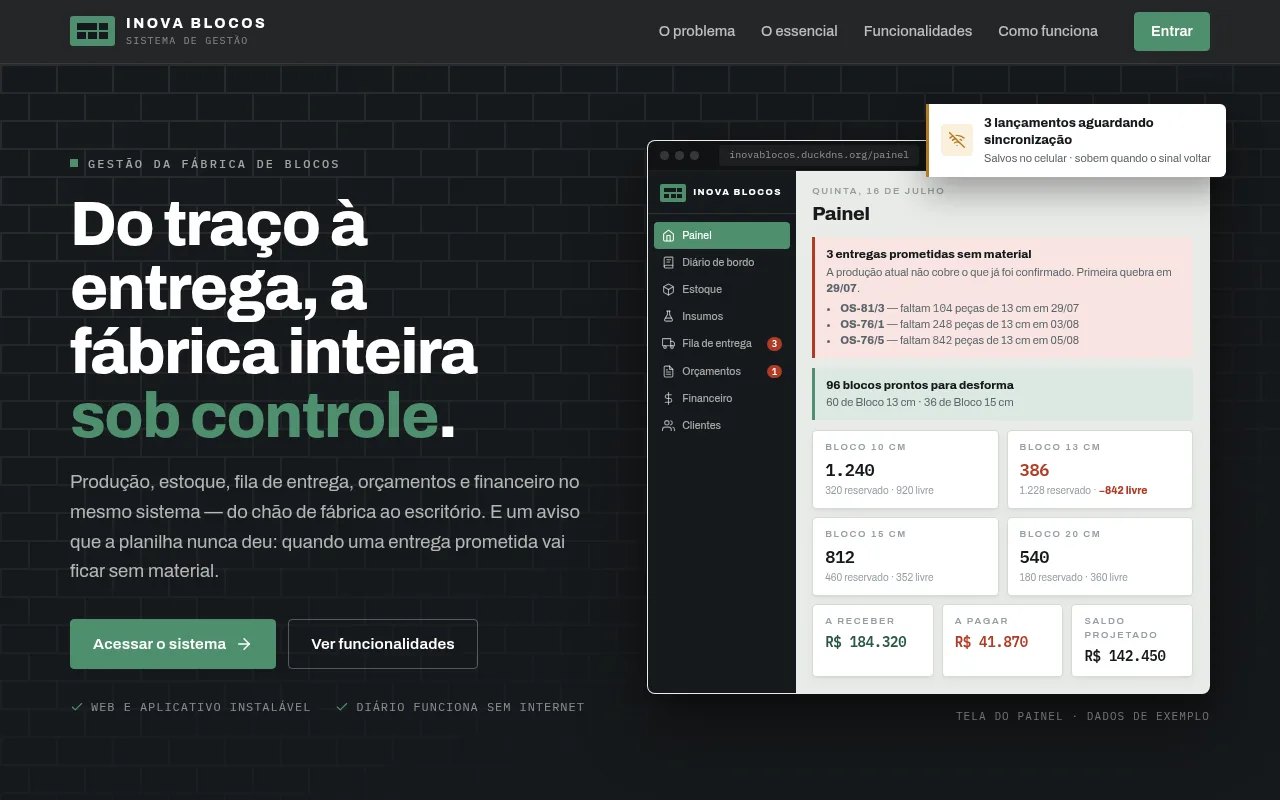 INOVA BLOCOS
SISTEMA DE GESTÃO
O problema
O essencial
Funcionalidades
Como funciona
Entrar
GESTÃO DA FÁBRICA DE BLOCOS
Do traço à
entrega, a
fábrica inteira
sob controle.
Produção, estoque, fila de entrega, orçamentos e financeiro no
mesmo sistema — do chão de fábrica ao escritório. E um aviso
que a planilha nunca deu: quando uma entrega prometida vai
ficar sem material.
Acessar o sistema
Ver funcionalidades
WEB E APLICATIVO INSTALÁVEL
DIÁRIO FUNCIONA SEM INTERNET
3 lançamentos aguardando
sincronização
Salvos no celular · sobem quando o sinal voltar
inovablocos.duckdns.org/painel
INOVA BLOCOS
Painel
Diário de bordo
Estoque
Insumos
Fila de entrega 3
Orçamentos 1
Financeiro
Clientes
QUINTA, 16 DE JULHO
Painel
3 entregas prometidas sem material
A produção atual não cobre o que já foi confirmado. Primeira quebra em
29/07.
• OS-81/3 — faltam 104 peças de 13 cm em 29/07
• OS-76/1 — faltam 248 peças de 13 cm em 03/08
• OS-76/5 — faltam 842 peças de 13 cm em 05/08
96 blocos prontos para desforma
60 de Bloco 13 cm · 36 de Bloco 15 cm
BLOCO 10 CM
1.240
320 reservado · 920 livre
BLOCO 13 CM
386
1.228 reservado · −842 livre
BLOCO 15 CM
812
460 reservado · 352 livre
BLOCO 20 CM
540
180 reservado · 360 livre
A RECEBER
R$ 184.320
A PAGAR
R$ 41.870
SALDO
PROJETADO
R$ 142.450
TELA DO PAINEL · DADOS DE EXEMPLO